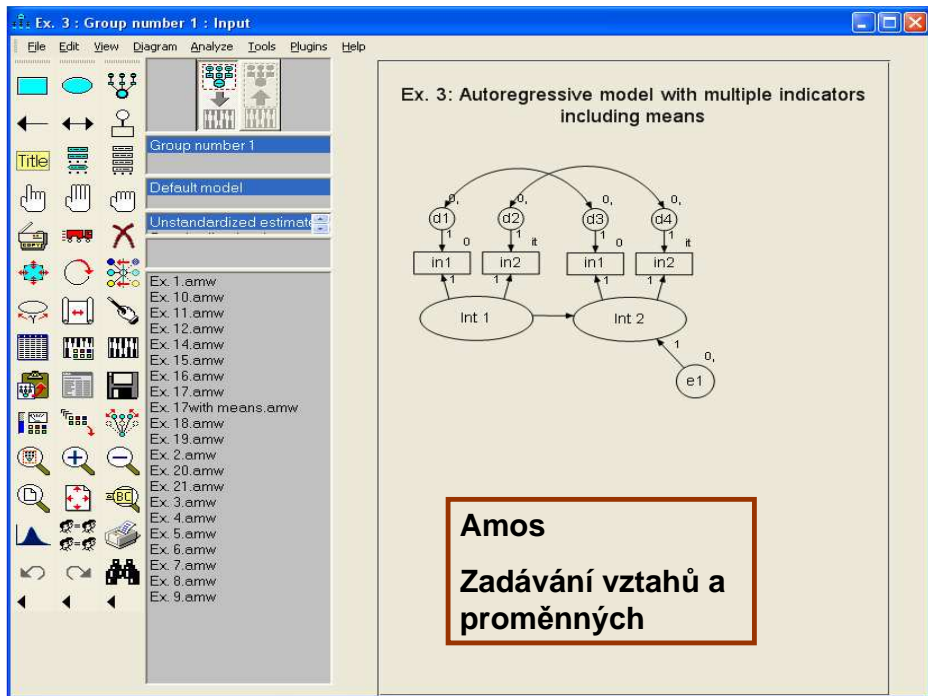 Ex. 3 : Group number 1 : Input
File Edit View Diagram Analyze Tools Plugins Help
Title
Group number 1
Default model
Unstandardized estimate
Ex. 1.amw
Ex. 10.amw
Ex. 11.amw
Ex. 12.amw
Ex. 14.amw
Ex. 15.amw
Ex. 16.amw
Ex. 17.amw
Ex. 17with means.amw
Ex. 18.amw
Ex. 19.amw
Ex. 2.amw
Ex. 20.amw
Ex. 21.amw
Ex. 3.amw
Ex. 4.amw
Ex. 5.amw
Ex. 6.amw
Ex. 7.amw
Ex. 8.amw
Ex. 9.amw
Ex. 3: Autoregressive model with multiple indicators
including means
0, 0, 0, 0,
d1 d2 d3 d4
1 1 1 1
0 it 0 it
in1 in2 in1 in2
1 1 1 1
Int 1 Int 2
1
0,
e1
Amos
Zadávání vztahů a
proměnných